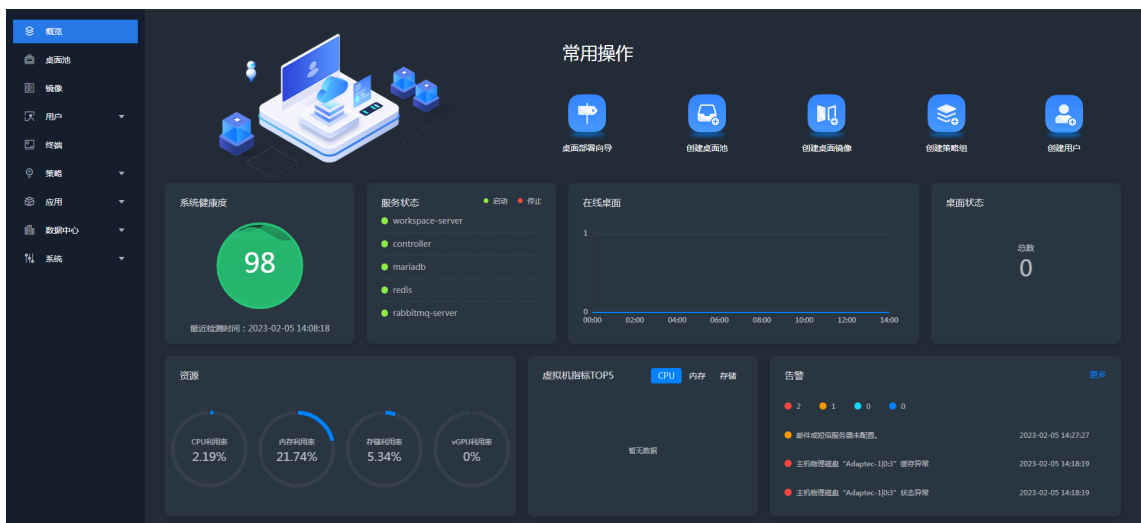 概览
桌面池
镜像
用户
终端
策略
应用
数据中心
系统
常用操作
桌面部署向导
创建桌面池
创建桌面镜像
创建策略组
创建用户
系统健康度
98
最近检测时间：2023-02-05 14:08:18
服务状态
启动 停止
workspace-server
controller
mariadb
redis
rabbitmq-server
在线桌面
1
0
00:00 02:00 04:00 06:00 08:00 10:00 12:00 14:00
桌面状态
总数
0
资源
CPU利用率
2.19%
内存利用率
21.74%
存储利用率
5.34%
vGPU利用率
0%
虚拟机指标TOP5
CPU 内存 存储
暂无数据
告警 更多
2 1 0 0
邮件或短信服务器未配置。 2023-02-05 14:27:27
主机物理磁盘 "Adaptec-1|0:3" 缓存异常 2023-02-05 14:18:19
主机物理磁盘 "Adaptec-1|0:3" 状态异常 2023-02-05 14:18:19